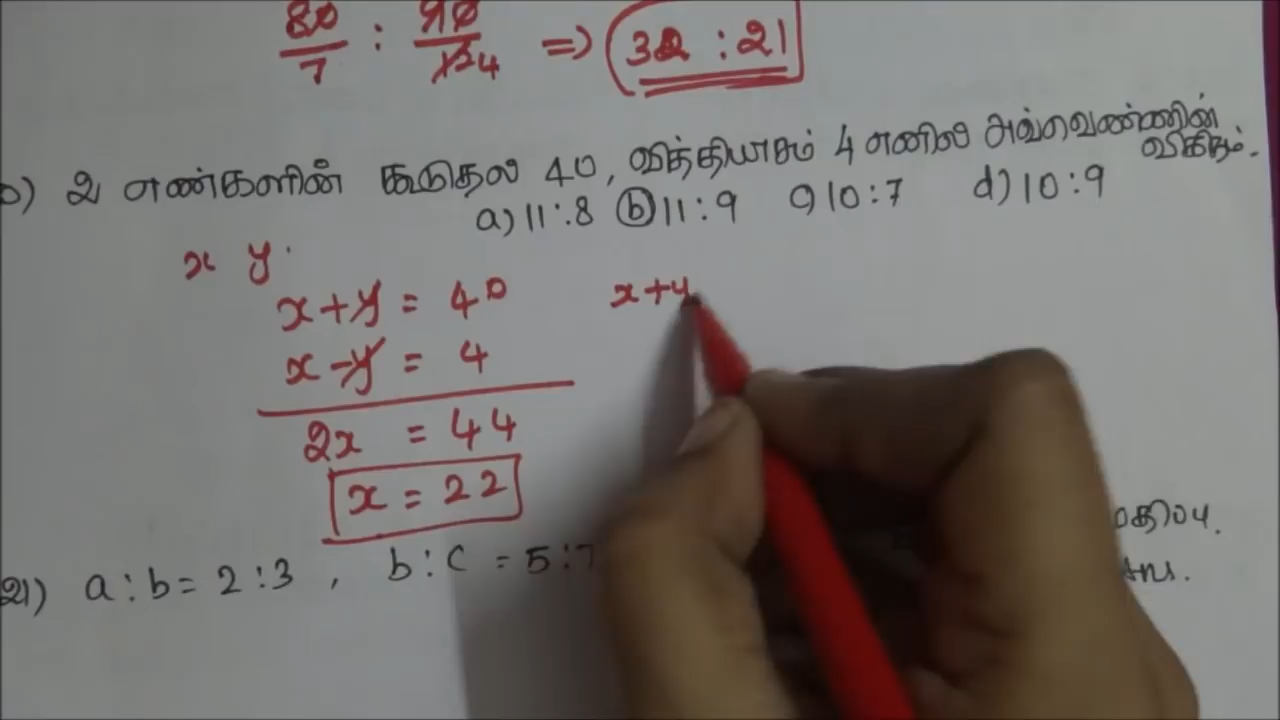 80/7 : 90/124 => 32 : 21
2 எண்களின் கூடுதல் 40, வித்தியாசம் 4 எனில் அவ்வெண்ணின் விகிதம்.
a) 11:8 b) 11:9 c) 10:7 d) 10:9
x y
x+y = 40 x+y
x-y = 4
2x = 44
x = 22
21) a:b = 2:3 , b:c = 5:7